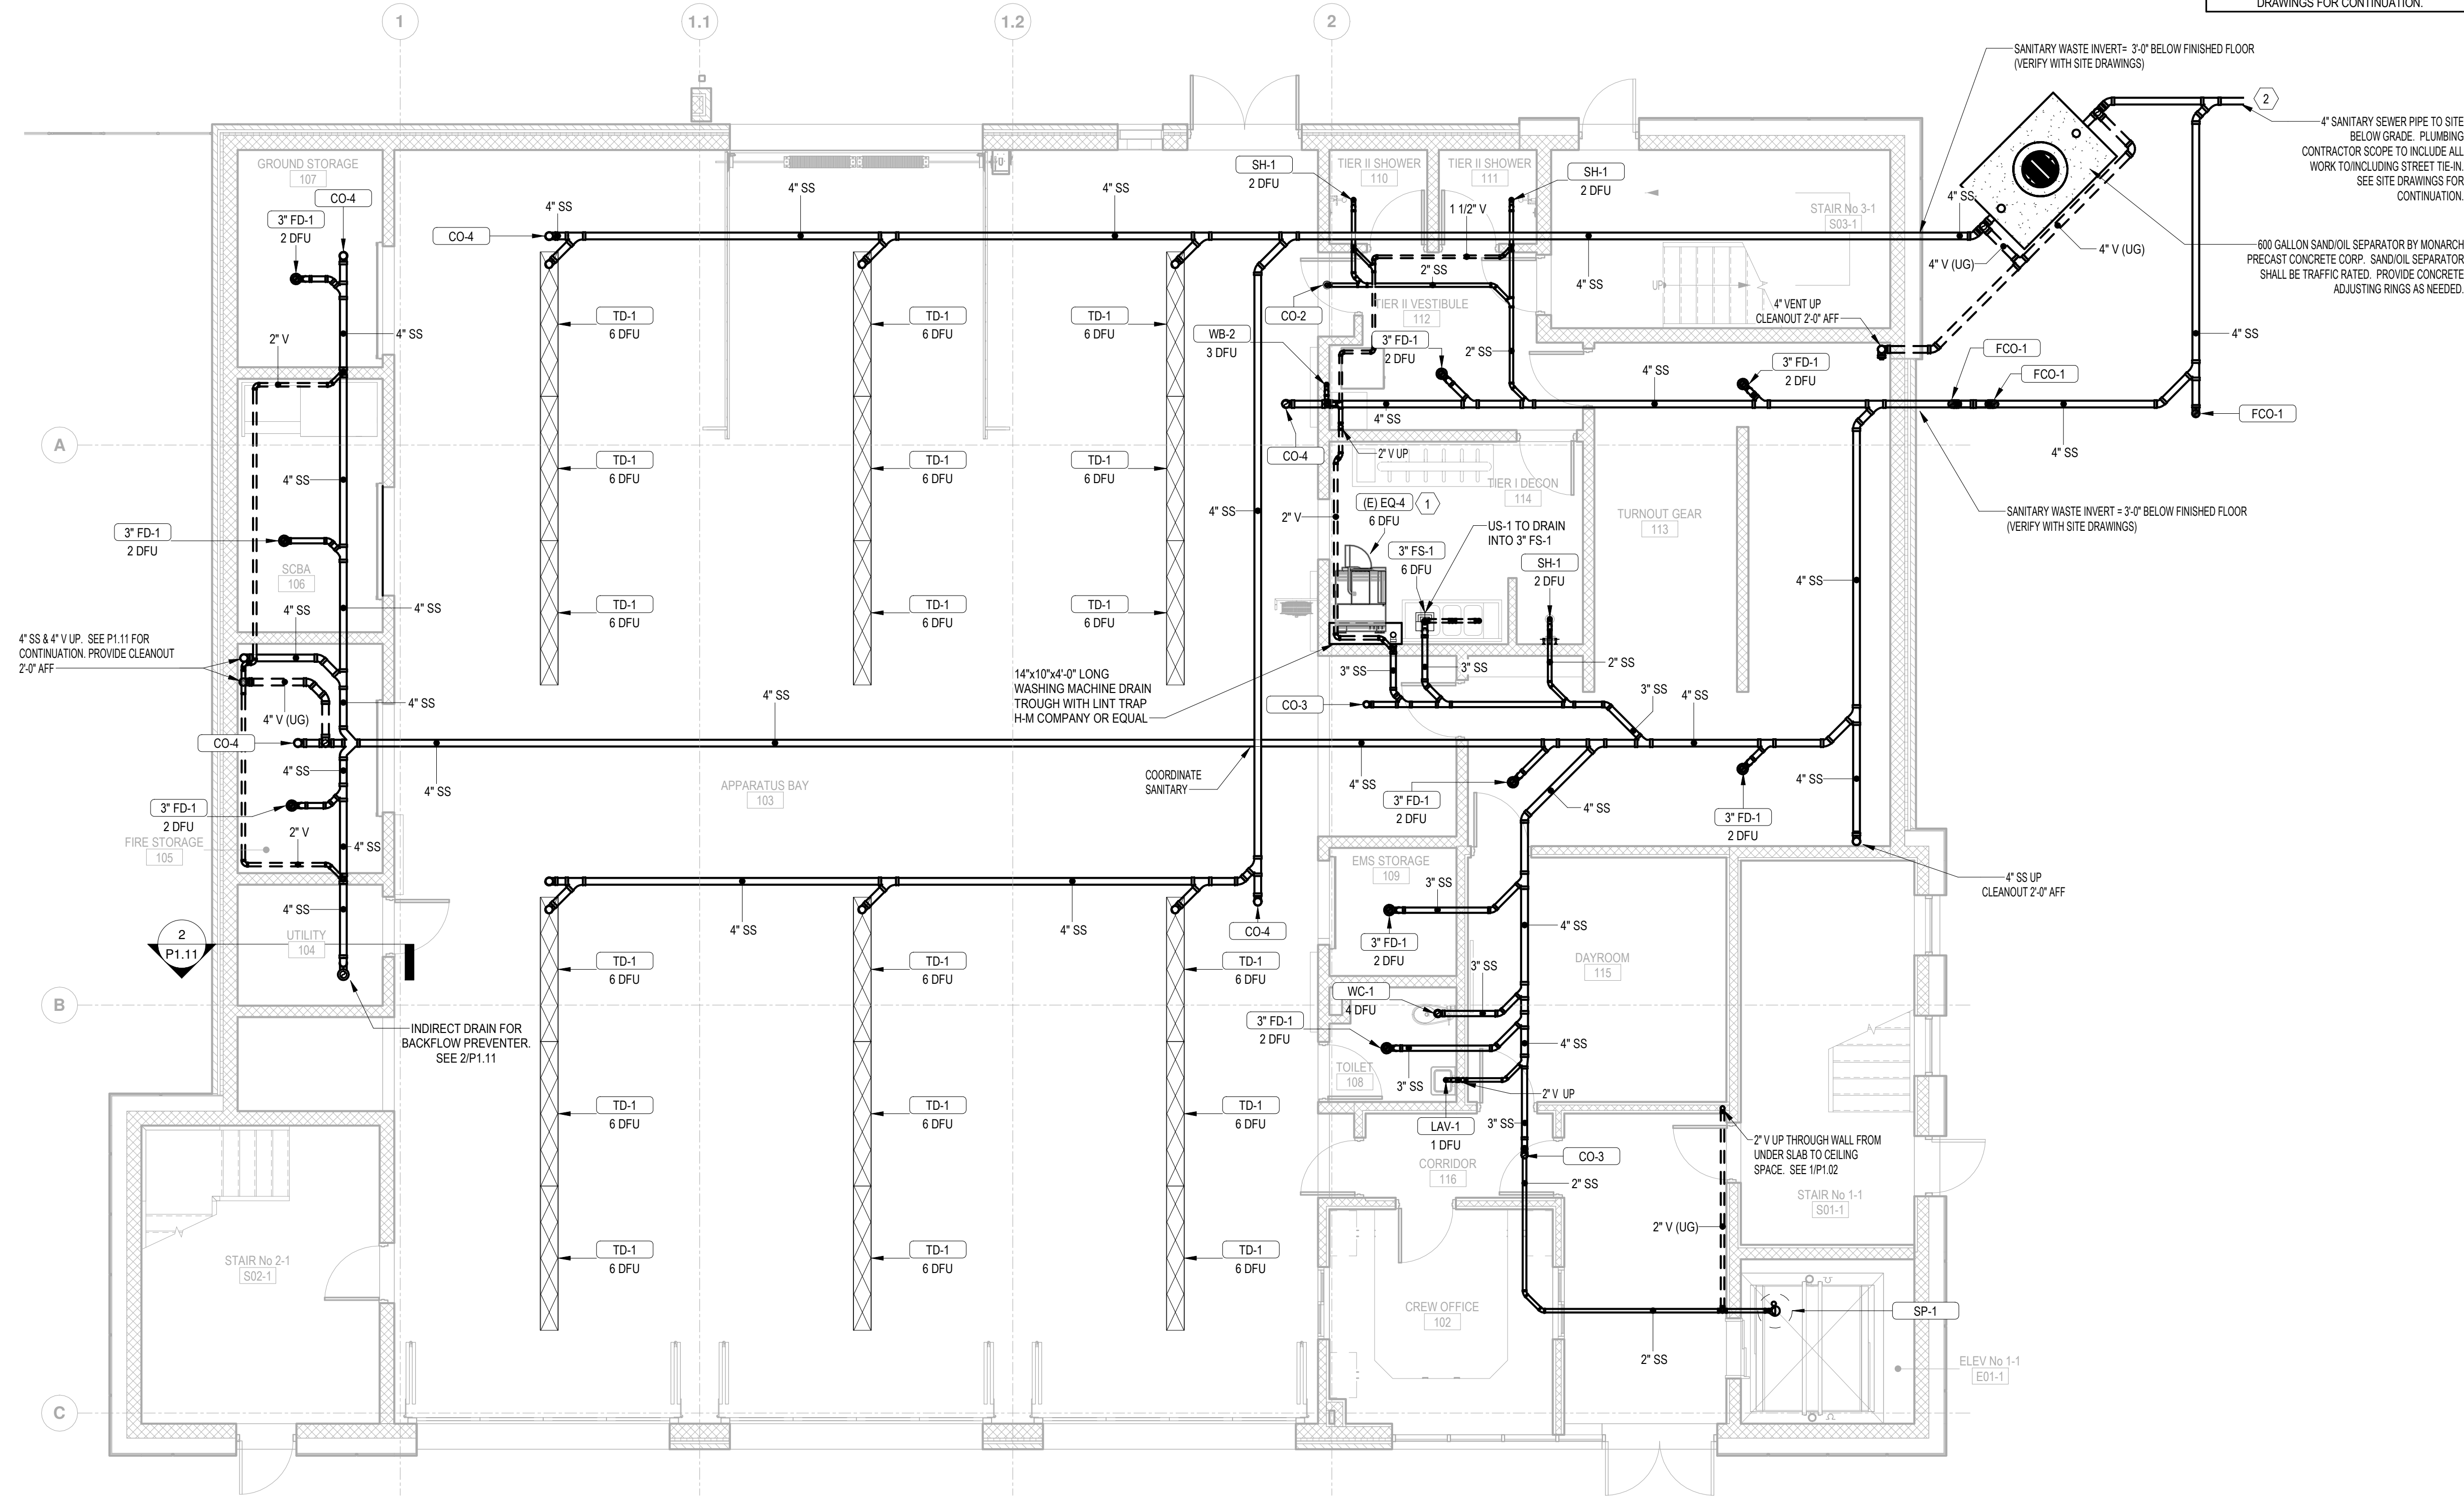 DRAWINGS FOR CONTINUATION.
1
1.1
1.2
2
SANITARY WASTE INVERT= 3'-0" BELOW FINISHED FLOOR
(VERIFY WITH SITE DRAWINGS)
2
4" SANITARY SEWER PIPE TO SITE
BELOW GRADE. PLUMBING
CONTRACTOR SCOPE TO INCLUDE ALL
WORK TO/INCLUDING STREET TIE-IN.
SEE SITE DRAWINGS FOR
CONTINUATION.
600 GALLON SAND/OIL SEPARATOR BY MONARCH
PRECAST CONCRETE CORP. SAND/OIL SEPARATOR
SHALL BE TRAFFIC RATED. PROVIDE CONCRETE
ADJUSTING RINGS AS NEEDED.
GROUND STORAGE
107
CO-4
3" FD-1
2 DFU
CO-4
4" SS
4" SS
4" SS
SH-1
2 DFU
TIER II SHOWER
110
TIER II SHOWER
111
SH-1
2 DFU
1 1/2" V
STAIR No 3-1
S03-1
4" SS
4" V (UG)
4" V (UG)
2" SS
4" SS
UP
4" VENT UP
CLEANOUT 2'-0" AFF
CO-2
TIER II VESTIBULE
112
4" SS
2" V
TD-1
6 DFU
TD-1
6 DFU
TD-1
6 DFU
WB-2
3 DFU
3" FD-1
2 DFU
2" SS
4" SS
3" FD-1
2 DFU
FCO-1
FCO-1
4" SS
FCO-1
4" SS
4" SS
A
CO-4
2" V UP
TIER I DECON
114
TD-1
6 DFU
TD-1
6 DFU
TD-1
6 DFU
4" SS
4" SS
2" V
(E) EQ-4
1
6 DFU
US-1 TO DRAIN
INTO 3" FS-1
TURNOUT GEAR
113
SANITARY WASTE INVERT = 3'-0" BELOW FINISHED FLOOR
(VERIFY WITH SITE DRAWINGS)
3" FD-1
2 DFU
SCBA
106
3" FS-1
6 DFU
SH-1
2 DFU
4" SS
4" SS
4" SS
TD-1
6 DFU
TD-1
6 DFU
TD-1
6 DFU
4" SS & 4" V UP. SEE P1.11 FOR
CONTINUATION. PROVIDE CLEANOUT
2'-0" AFF
14"x10"x4'-0" LONG
WASHING MACHINE DRAIN
TROUGH WITH LINT TRAP
H-M COMPANY OR EQUAL
3" SS
3" SS
2" SS
3" SS
4" SS
4" SS
CO-3
4" SS
4" V (UG)
CO-4
4" SS
4" SS
APPARATUS BAY
103
COORDINATE
SANITARY
4" SS
3" FD-1
2 DFU
4" SS
3" FD-1
2 DFU
4" SS
3" FD-1
2 DFU
2" V
FIRE STORAGE
105
4" SS
EMS STORAGE
109
3" SS
3" FD-1
2 DFU
4" SS
DAYROOM
115
4" SS UP
CLEANOUT 2'-0" AFF
4" SS
4" SS
4" SS
CO-4
2
P1.11
UTILITY
104
TD-1
6 DFU
TD-1
6 DFU
TD-1
6 DFU
3" SS
WC-1
4 DFU
B
INDIRECT DRAIN FOR
BACKFLOW PREVENTER.
SEE 2/P1.11
3" FD-1
2 DFU
4" SS
TOILET
108
3" SS
2" V UP
TD-1
6 DFU
TD-1
6 DFU
TD-1
6 DFU
LAV-1
1 DFU
3" SS
CO-3
CORRIDOR
116
2" SS
2" V UP THROUGH WALL FROM
UNDER SLAB TO CEILING
SPACE. SEE 1/P1.02
STAIR No 1-1
S01-1
2" V (UG)
STAIR No 2-1
S02-1
TD-1
6 DFU
TD-1
6 DFU
TD-1
6 DFU
CREW OFFICE
102
SP-1
2" SS
ELEV No 1-1
E01-1
C